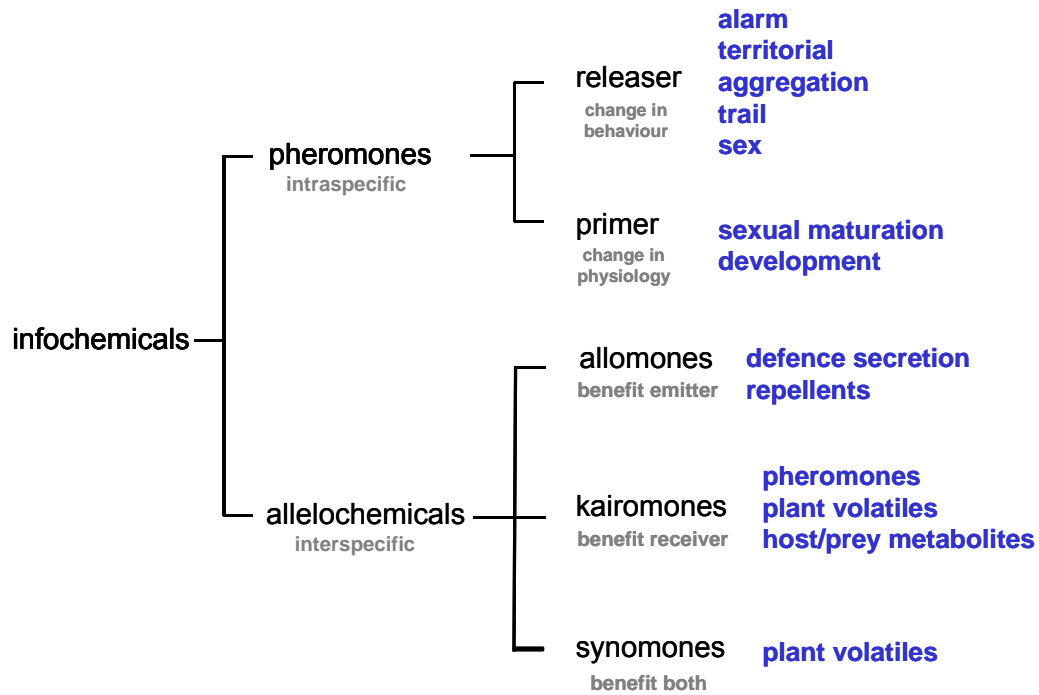 infochemicals
pheromones
intraspecific
releaser
change in
behaviour
alarm
territorial
aggregation
trail
sex
primer
change in
physiology
sexual maturation
development
allelochemicals
interspecific
allomones
benefit emitter
defence secretion
repellents
kairomones
benefit receiver
pheromones
plant volatiles
host/prey metabolites
synomones
benefit both
plant volatiles